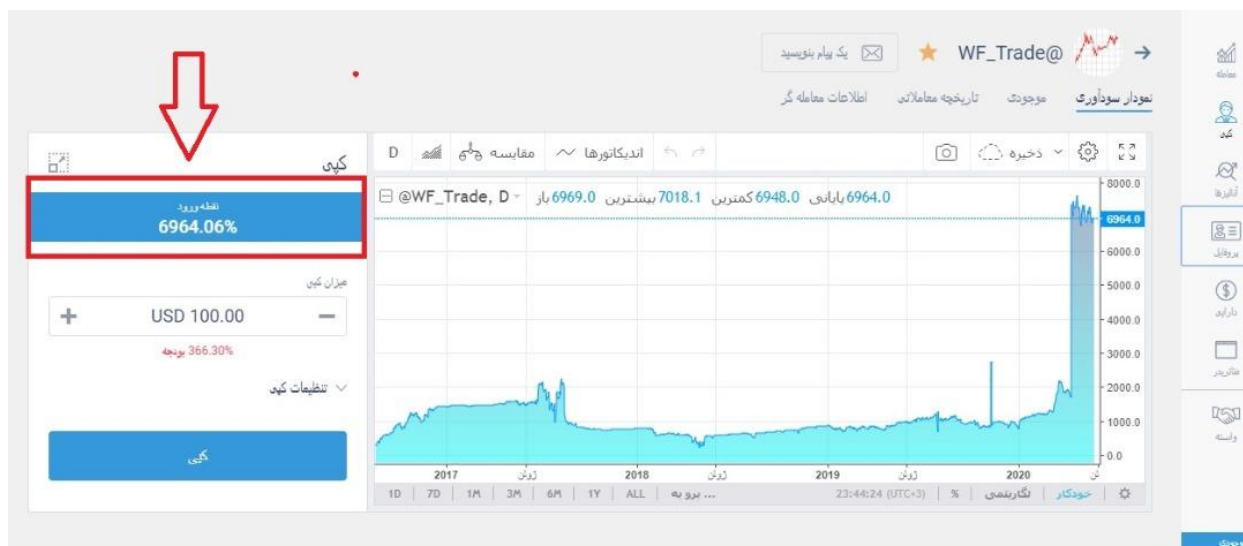 @WF_Trade
یک پیام بنویسید
نمودار سودآوری
موجودی
تاریخچه معاملاتی
اطلاعات معامله گر
معامله
کپی
آنالیزها
پروفایل
دارایی
متاتریدر
وابسته
موجودی
ذخیره
اندیکاتورها
مقایسه
D
@WF_Trade, D
6969.0 باز
7018.1 بیشترین
6948.0 کمترین
6964.0 پایانی
8000.0
6964.0
6000.0
5000.0
4000.0
3000.0
2000.0
1000.0
0.0
2017
ژوئن
2018
ژوئن
2019
ژوئن
2020
1D
7D
1M
3M
6M
1Y
ALL
برو به ...
23:44:24 (UTC+3)
%
لگاریتمی
خودکار
کپی
نقطه ورود
6964.06%
میزان کپی
+ USD 100.00 −
366.30% بودجه
تنظیمات کپی
کپی